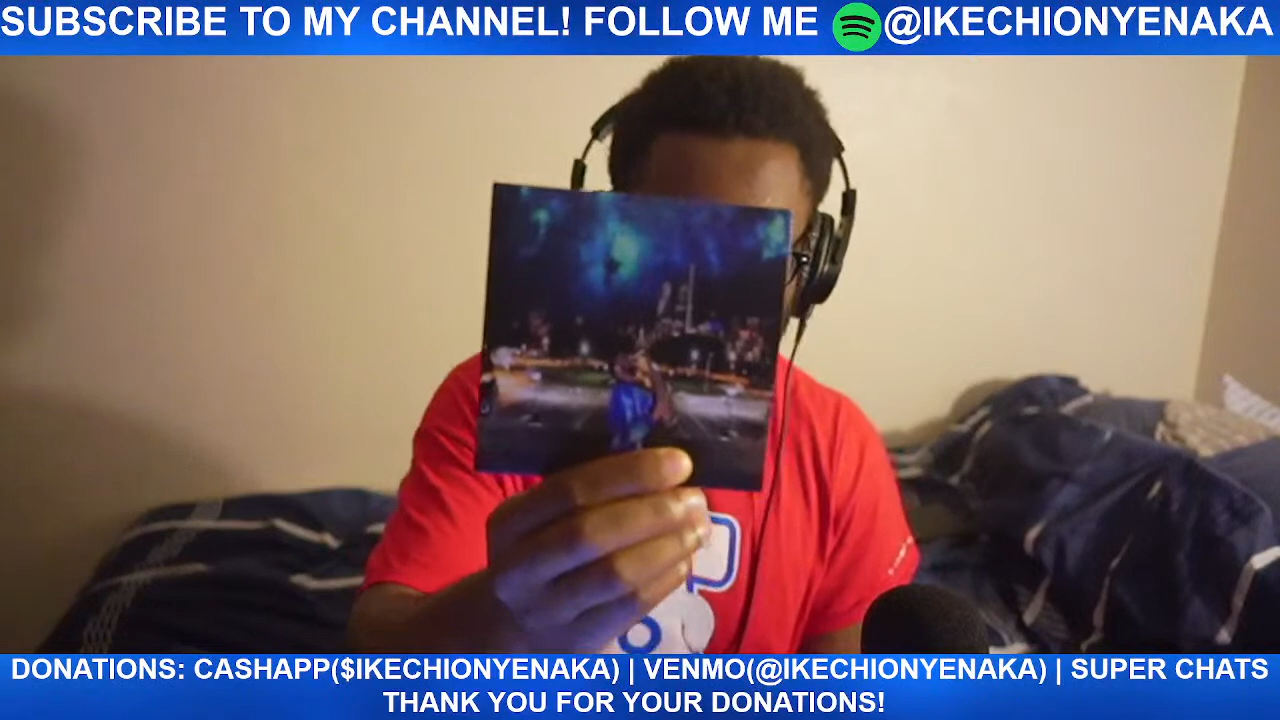 SUBSCRIBE TO MY CHANNEL! FOLLOW ME @IKECHIONYENAKA
DONATIONS: CASHAPP($IKECHIONYENAKA) | VENMO(@IKECHIONYENAKA) | SUPER CHATS
THANK YOU FOR YOUR DONATIONS!